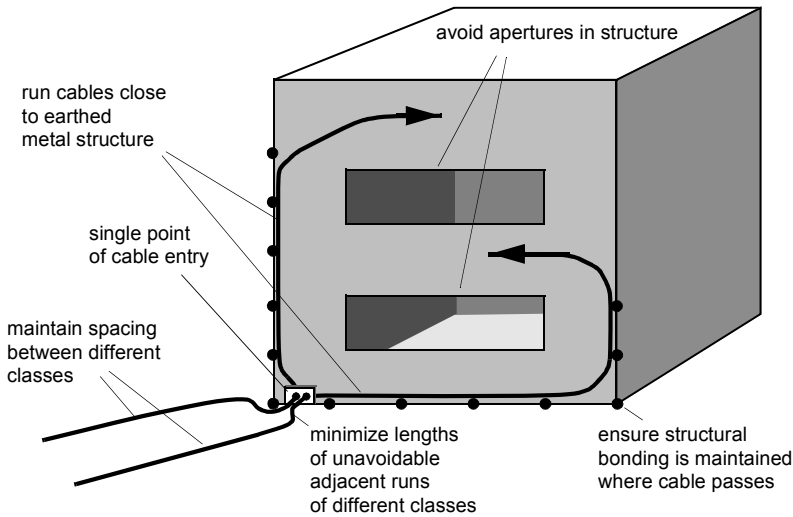 avoid apertures in structure
run cables close
to earthed
metal structure
single point
of cable entry
maintain spacing
between different
classes
minimize lengths
of unavoidable
adjacent runs
of different classes
ensure structural
bonding is maintained
where cable passes